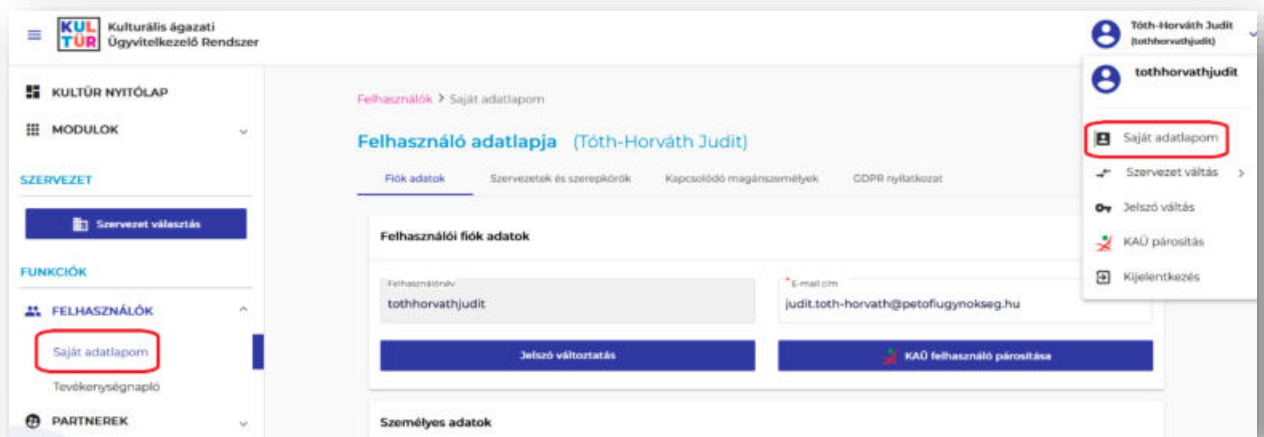 KUL
TÜR
Kulturális ágazati
Ügyvitelkezelő Rendszer
Tóth-Horváth Judit
(tothhorvathjudit)
tothhorvathjudit
Saját adatlapom
Szervezet váltás
Jelszó váltás
KAÜ párosítás
Kijelentkezés
KULTÚR NYITÓLAP
MODULOK
SZERVEZET
Szervezet választás
FUNKCIÓK
FELHASZNÁLÓK
Saját adatlapom
Tevékenységnapló
PARTNEREK
Felhasználók > Saját adatlapom
Felhasználó adatlapja (Tóth-Horváth Judit)
Fiók adatok Szervezetek és szerepkörök Kapcsolódó magánszemélyek GDPR nyilatkozat
Felhasználói fiók adatok
Felhasználónév
tothhorvathjudit
* E-mail cím
judit.toth-horvath@petofiugynokseg.hu
Jelszó változtatás
KAÜ felhasználó párosítása
Személyes adatok